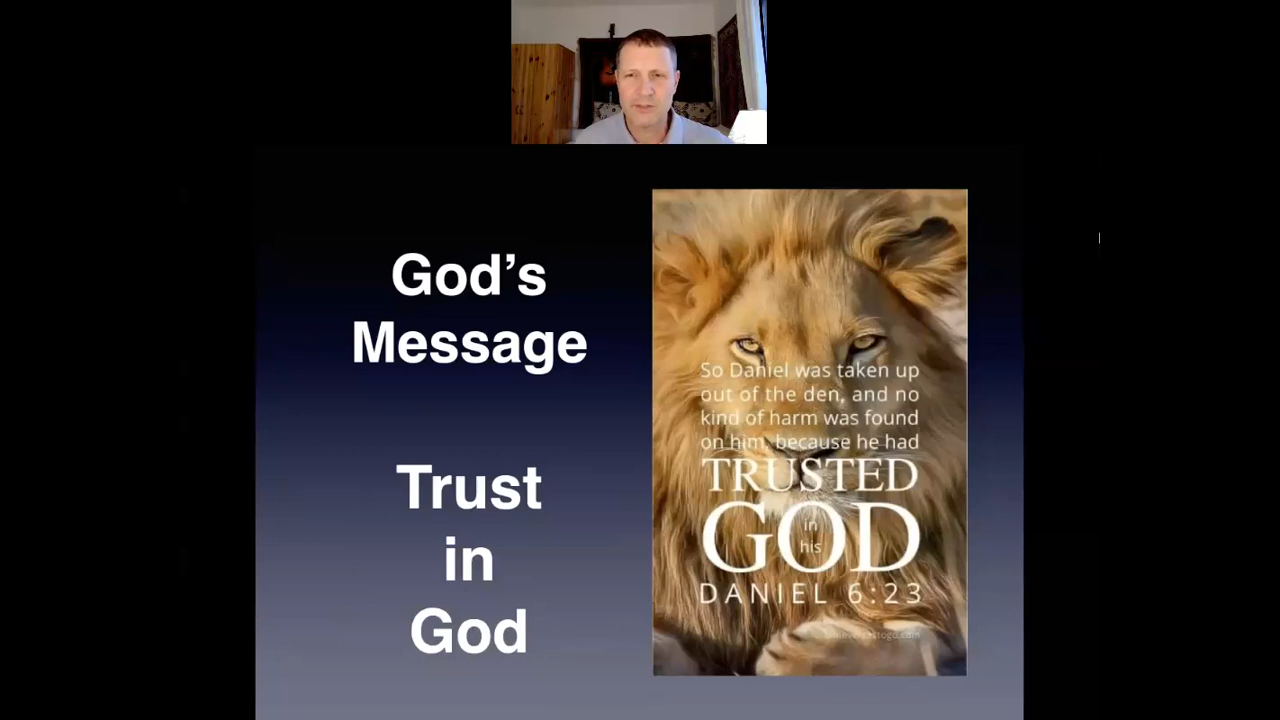 God’s
Message
Trust
in
God
So Daniel was taken up
out of the den, and no
kind of harm was found
on him, because he had
TRUSTED
in
his
GOD
DANIEL 6:23